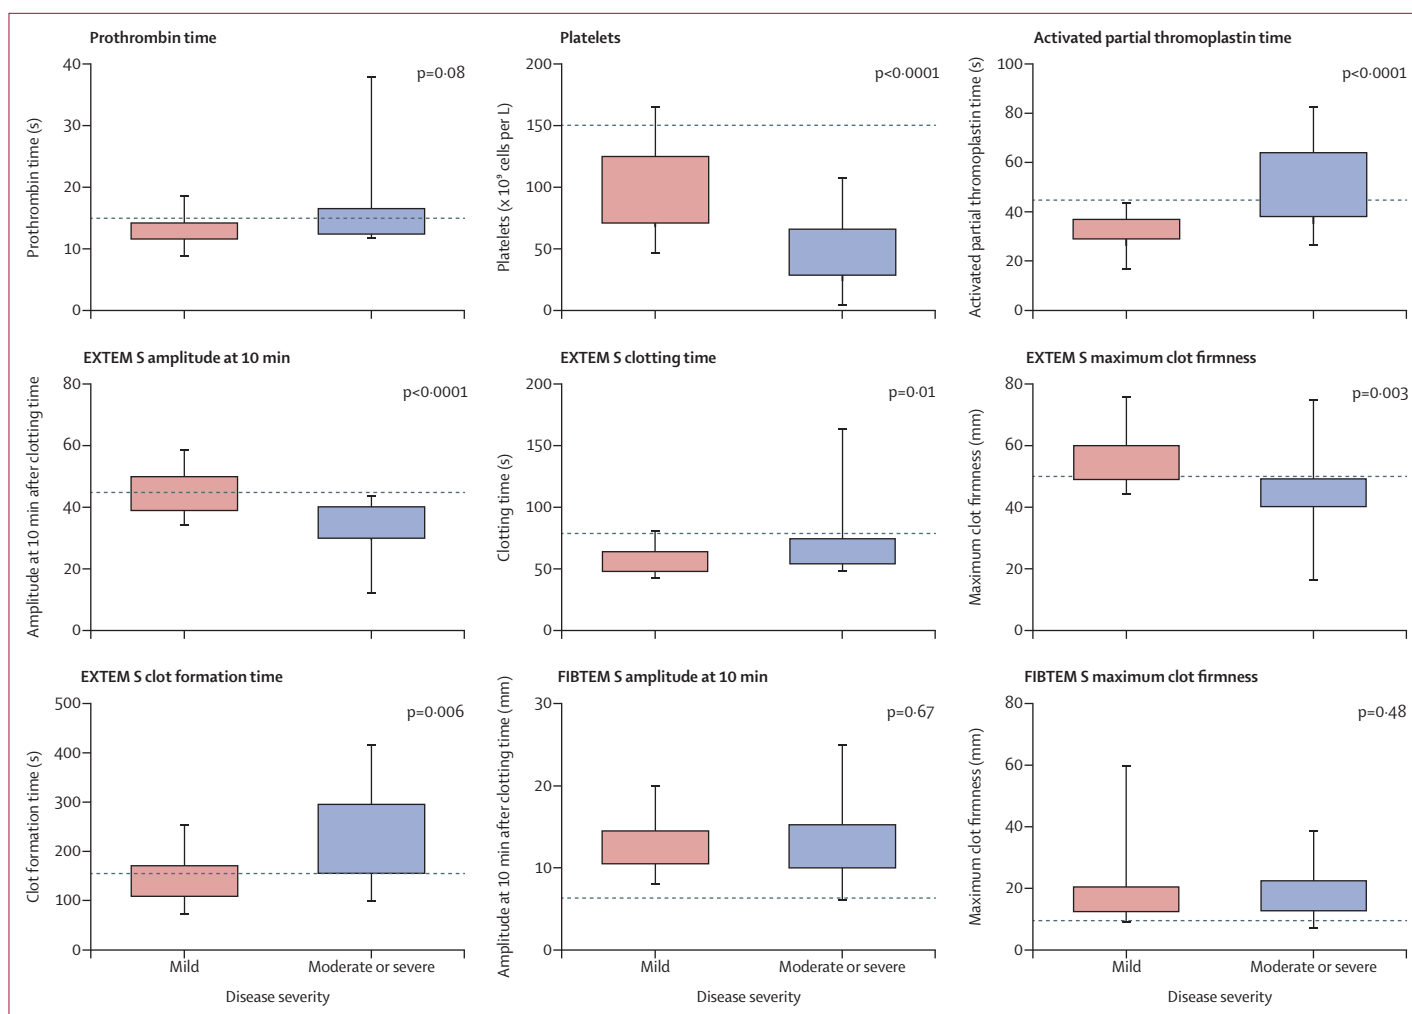 Prothrombin time
p=0·08
Prothrombin time (s)
40
30
20
10
0
Platelets
p<0·0001
Platelets (x 10⁹ cells per L)
200
150
100
50
0
Activated partial thromoplastin time
p<0·0001
Activated partial thromoplastin time (s)
100
80
60
40
20
0
EXTEM S amplitude at 10 min
p<0·0001
Amplitude at 10 min after clotting time
80
60
40
20
0
EXTEM S clotting time
p=0·01
Clotting time (s)
200
150
100
50
0
EXTEM S maximum clot firmness
p=0·003
Maximum clot firmness (mm)
80
60
40
20
0
EXTEM S clot formation time
p=0·006
Clot formation time (s)
500
400
300
200
100
0
Mild
Moderate or severe
Disease severity
FIBTEM S amplitude at 10 min
p=0·67
Amplitude at 10 min after clotting time (mm)
30
20
10
0
Mild
Moderate or severe
Disease severity
FIBTEM S maximum clot firmness
p=0·48
Maximum clot firmness (mm)
80
60
40
20
0
Mild
Moderate or severe
Disease severity